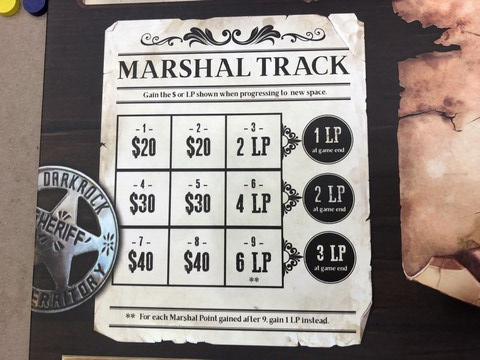 MARSHAL TRACK
Gain the $ or LP shown when progressing to new space.
- 1 - - 2 - - 3 -
$20 $20 2 LP
1 LP
at game end
- 4 - - 5 - - 6 -
$30 $30 4 LP
2 LP
at game end
- 7 - - 8 - - 9 -
$40 $40 6 LP
**
3 LP
at game end
** For each Marshal Point gained after 9, gain 1 LP instead.
DARKROCK
SHERIFF
TERRITORY